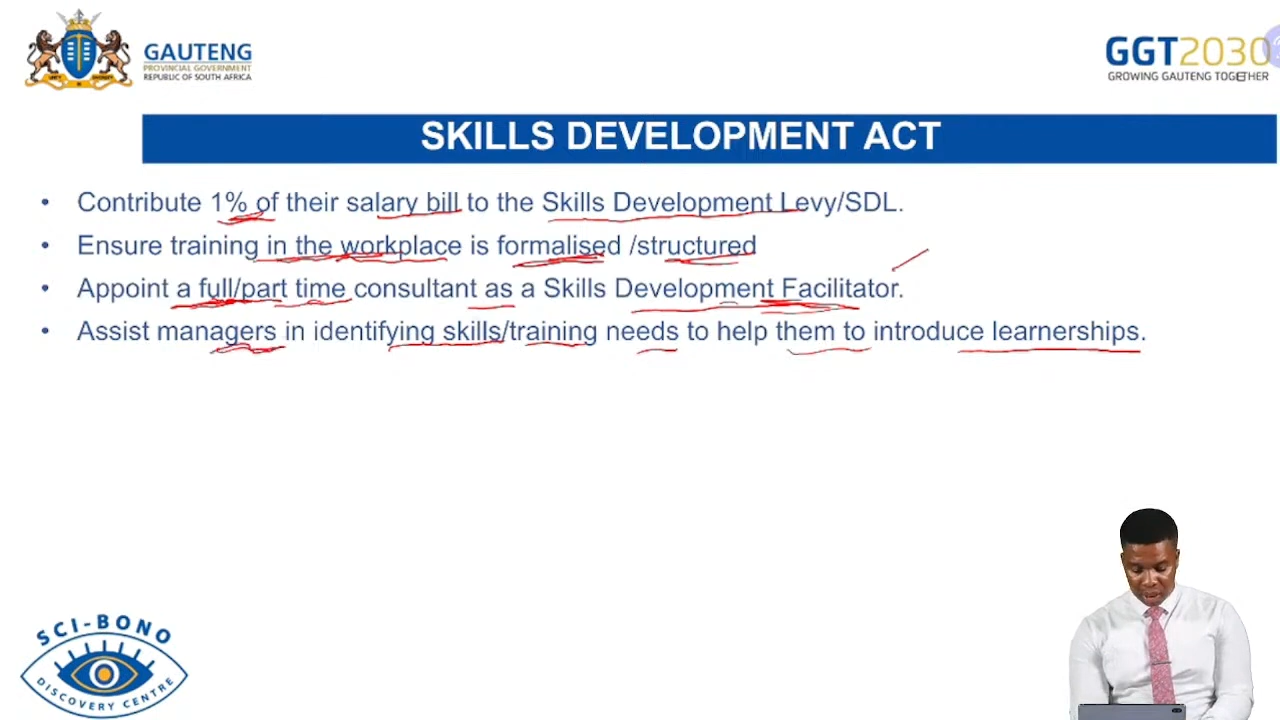 GAUTENG
PROVINCIAL GOVERNMENT
REPUBLIC OF SOUTH AFRICA
GGT2030
GROWING GAUTENG TOGETHER
SKILLS DEVELOPMENT ACT
• Contribute 1% of their salary bill to the Skills Development Levy/SDL.
• Ensure training in the workplace is formalised /structured
• Appoint a full/part time consultant as a Skills Development Facilitator.
• Assist managers in identifying skills/training needs to help them to introduce learnerships.
SCI-BONO
DISCOVERY CENTRE